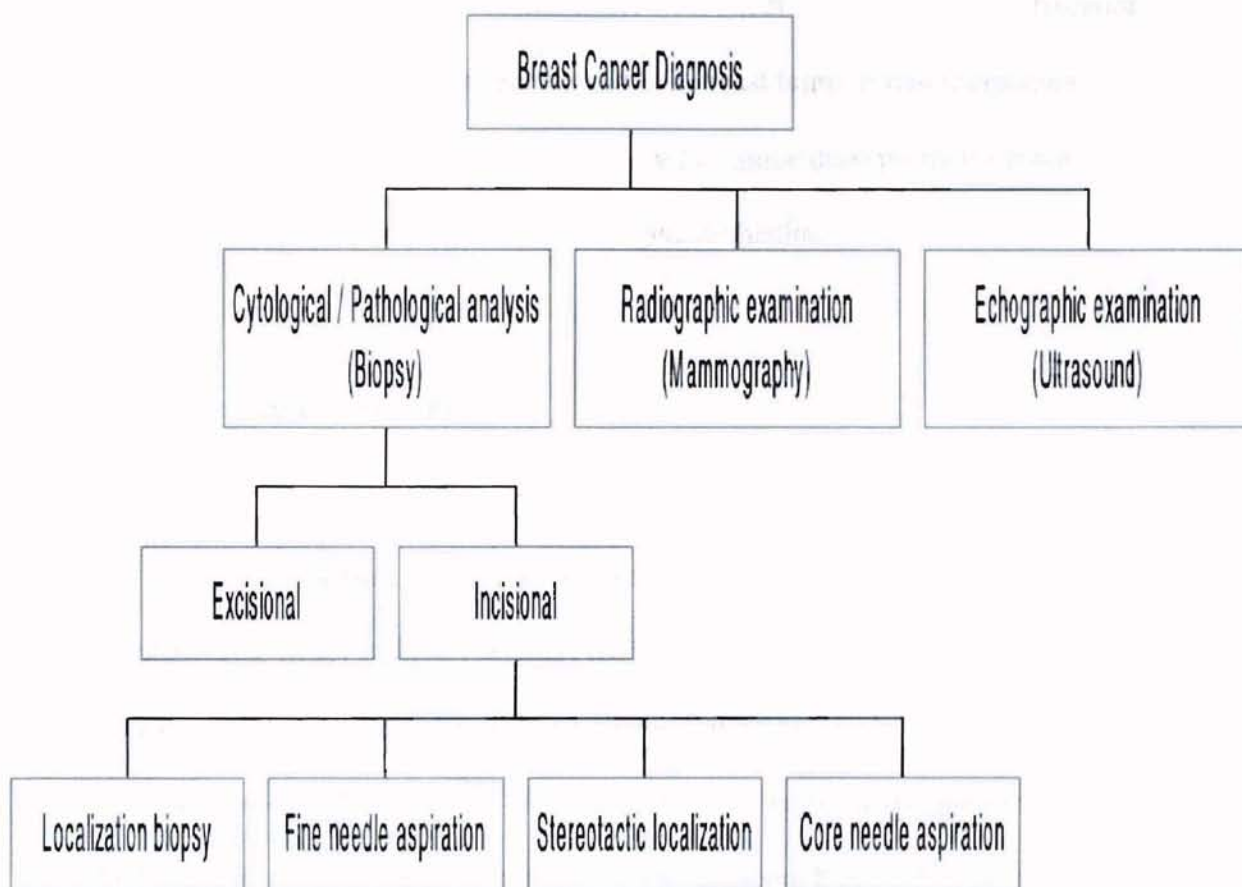 Breast Cancer Diagnosis
Cytological / Pathological analysis
(Biopsy)
Radiographic examination
(Mammography)
Echographic examination
(Ultrasound)
Excisional
Incisional
Localization biopsy
Fine needle aspiration
Stereotactic localization
Core needle aspiration